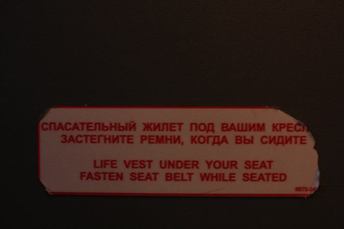 СПАСАТЕЛЬНЫЙ ЖИЛЕТ ПОД ВАШИМ КРЕСЛ
ЗАСТЕГНИТЕ РЕМНИ, КОГДА ВЫ СИДИТЕ
LIFE VEST UNDER YOUR SEAT
FASTEN SEAT BELT WHILE SEATED